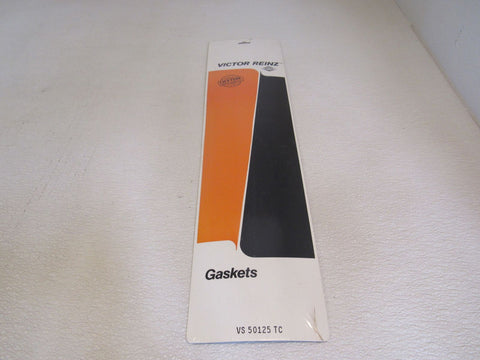 VICTOR REINZ
Gaskets
VS 50125 TC